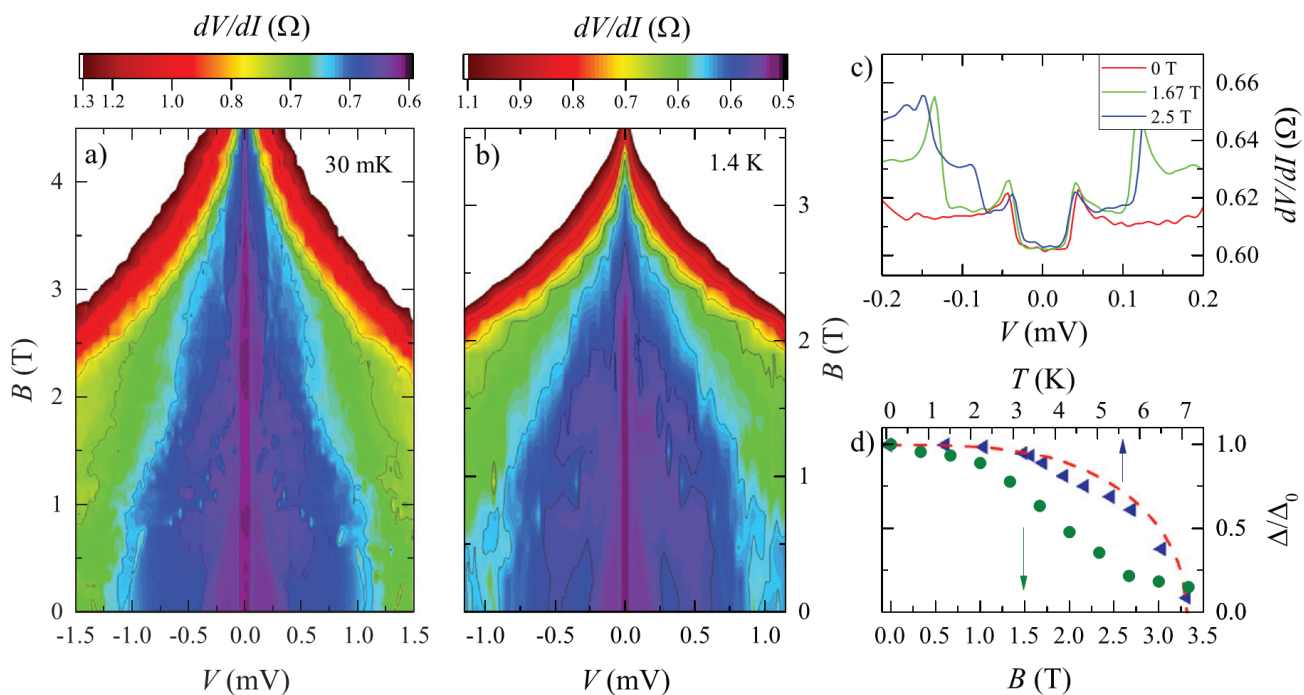 dV/dI (Ω)
1.3 1.2 1.0 0.8 0.7 0.7 0.6
a)
30 mK
B (T)
4
3
2
1
0
-1.5 -1.0 -0.5 0.0 0.5 1.0 1.5
V (mV)
dV/dI (Ω)
1.1 0.9 0.8 0.7 0.6 0.5
b)
1.4 K
B (T)
3
2
1
0
-1.0 -0.5 0.0 0.5 1.0
V (mV)
c)
0 T
1.67 T
2.5 T
dV/dI (Ω)
0.66
0.64
0.62
0.60
-0.2 -0.1 0.0 0.1 0.2
V (mV)
T (K)
0 1 2 3 4 5 6 7
d)
Δ/Δ0
1.0
0.5
0.0
0.0 0.5 1.0 1.5 2.0 2.5 3.0 3.5
B (T)